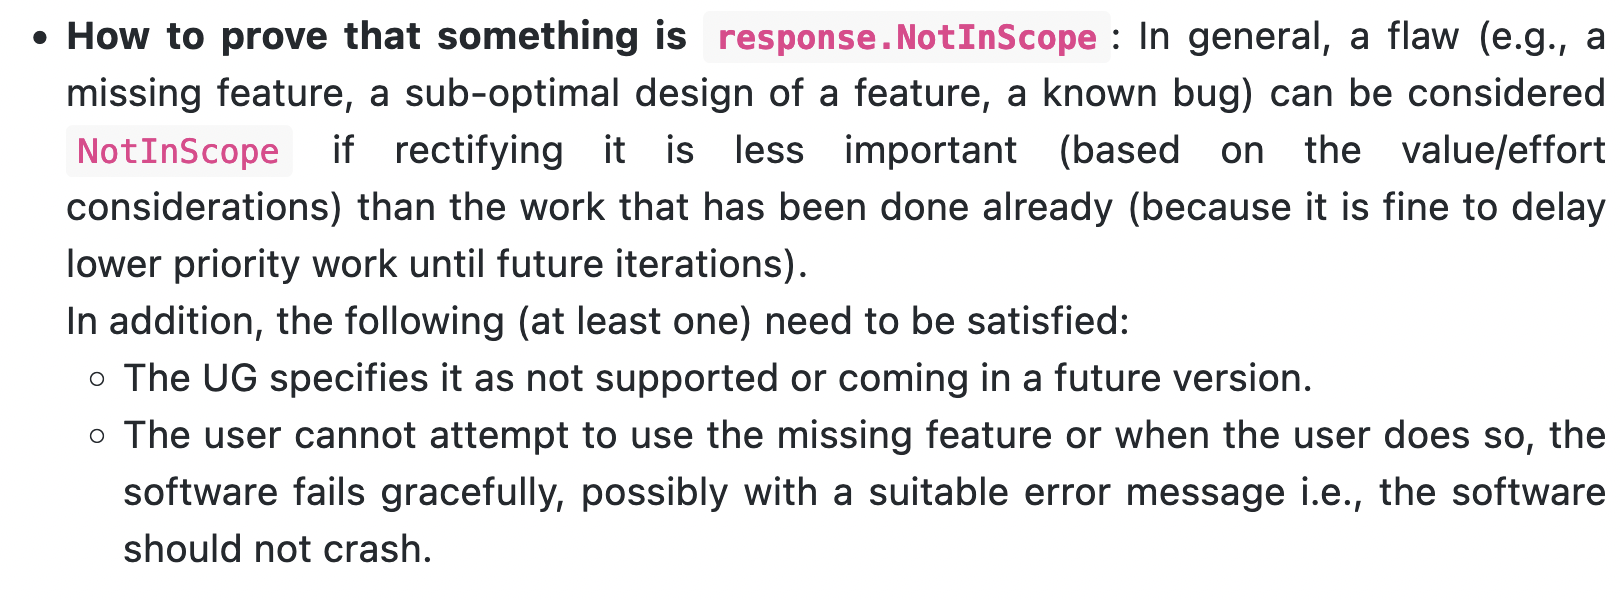 • How to prove that something is response.NotInScope: In general, a flaw (e.g., a
missing feature, a sub-optimal design of a feature, a known bug) can be considered
NotInScope if rectifying it is less important (based on the value/effort
considerations) than the work that has been done already (because it is fine to delay
lower priority work until future iterations).
In addition, the following (at least one) need to be satisfied:
◦ The UG specifies it as not supported or coming in a future version.
◦ The user cannot attempt to use the missing feature or when the user does so, the
software fails gracefully, possibly with a suitable error message i.e., the software
should not crash.